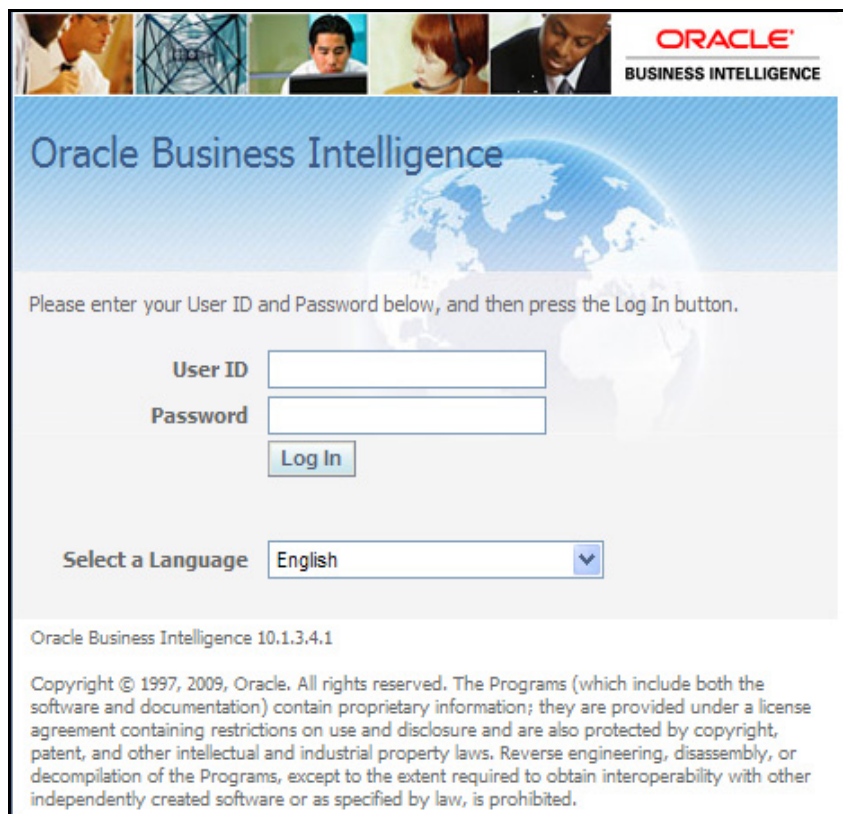 ORACLE'
BUSINESS INTELLIGENCE
Oracle Business Intelligence
Please enter your User ID and Password below, and then press the Log In button.
User ID
Password
Log In
Select a Language English
Oracle Business Intelligence 10.1.3.4.1
Copyright © 1997, 2009, Oracle. All rights reserved. The Programs (which include both the
software and documentation) contain proprietary information; they are provided under a license
agreement containing restrictions on use and disclosure and are also protected by copyright,
patent, and other intellectual and industrial property laws. Reverse engineering, disassembly, or
decompilation of the Programs, except to the extent required to obtain interoperability with other
independently created software or as specified by law, is prohibited.